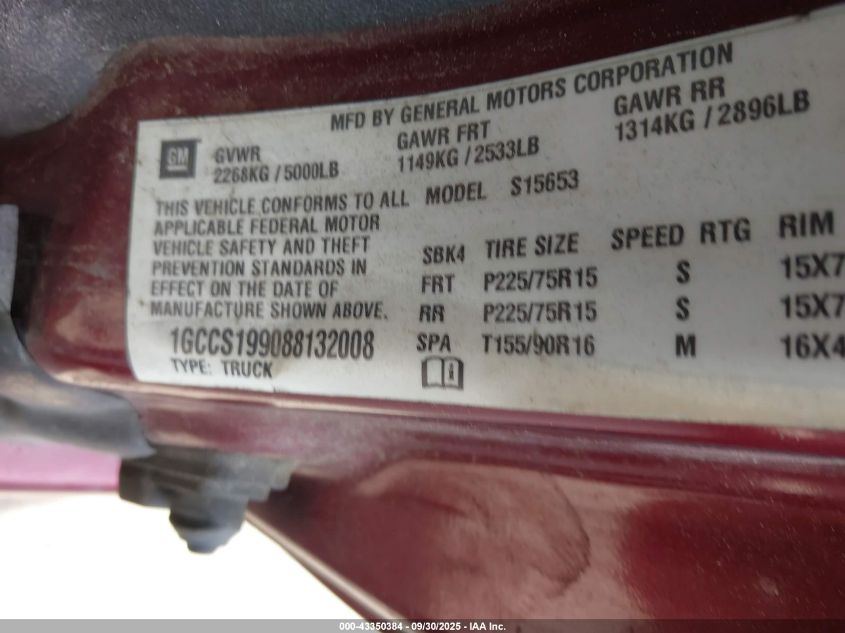 MFD BY GENERAL MOTORS CORPORATION
GM
GVWR GAWR FRT GAWR RR
2268KG / 5000LB 1149KG / 2533LB 1314KG / 2896LB
THIS VEHICLE CONFORMS TO ALL
APPLICABLE FEDERAL MOTOR
VEHICLE SAFETY AND THEFT
PREVENTION STANDARDS IN
EFFECT ON THE DATE OF
MANUFACTURE SHOWN ABOVE.
1GCCS199088132008
TYPE: TRUCK
MODEL S15653
SBK4 TIRE SIZE SPEED RTG RIM
FRT P225/75R15 S 15X7
RR P225/75R15 S 15X7
SPA T155/90R16 M 16X4
i
000-43350384 - 09/30/2025 - IAA Inc.